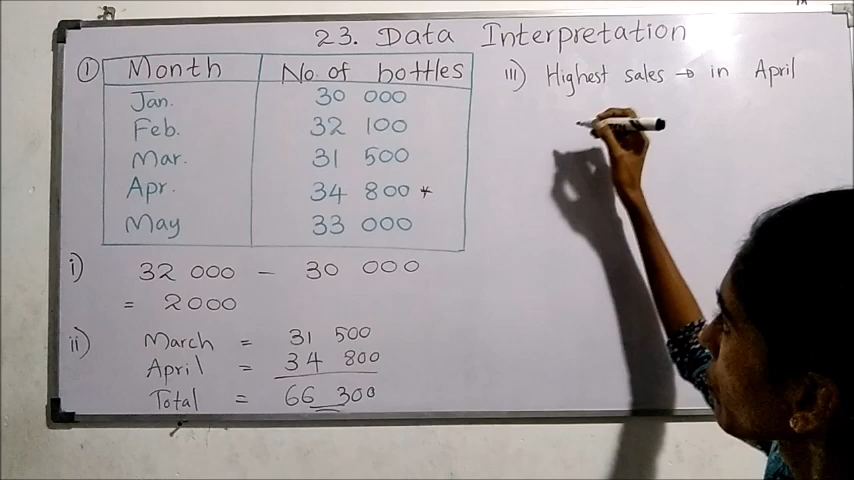 23. Data Interpretation
① Month No. of bottles
Jan. 30 000
Feb. 32 100
Mar. 31 500
Apr. 34 800 *
May 33 000
i) 32 000 - 30 000
= 2000
ii) March = 31 500
April = 34 800
Total = 66 300
iii) Highest sales → in April